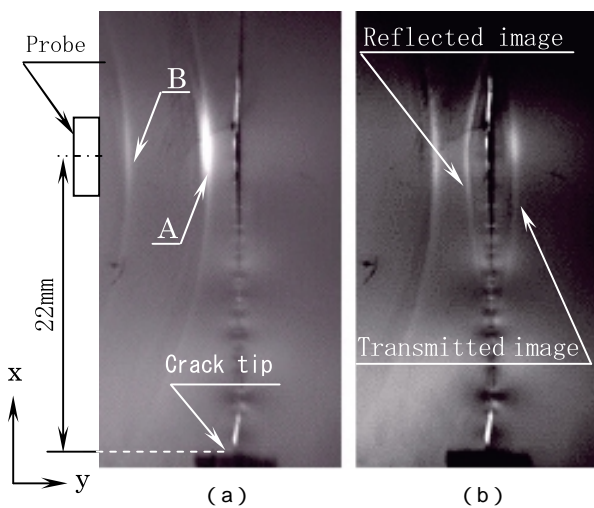 Probe
B
A
22mm
Crack tip
x
y
(a)
Reflected image
Transmitted image
(b)